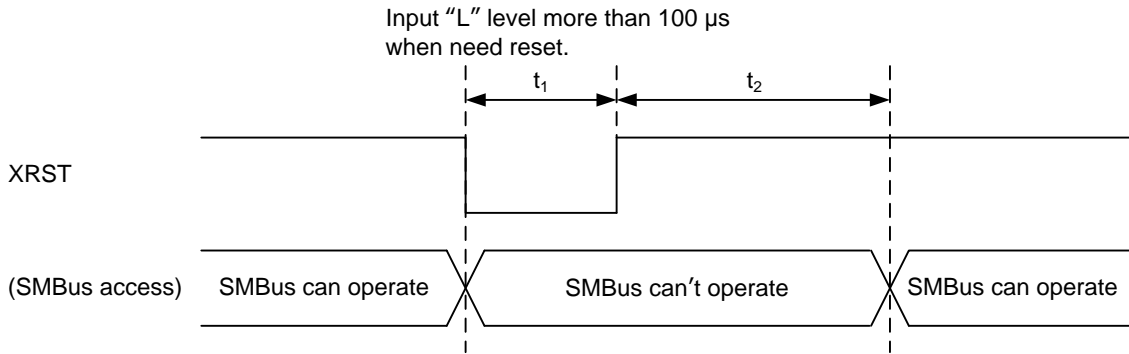 Input “L” level more than 100 µs
when need reset.
t1
t2
XRST
(SMBus access)
SMBus can operate
SMBus can’t operate
SMBus can operate